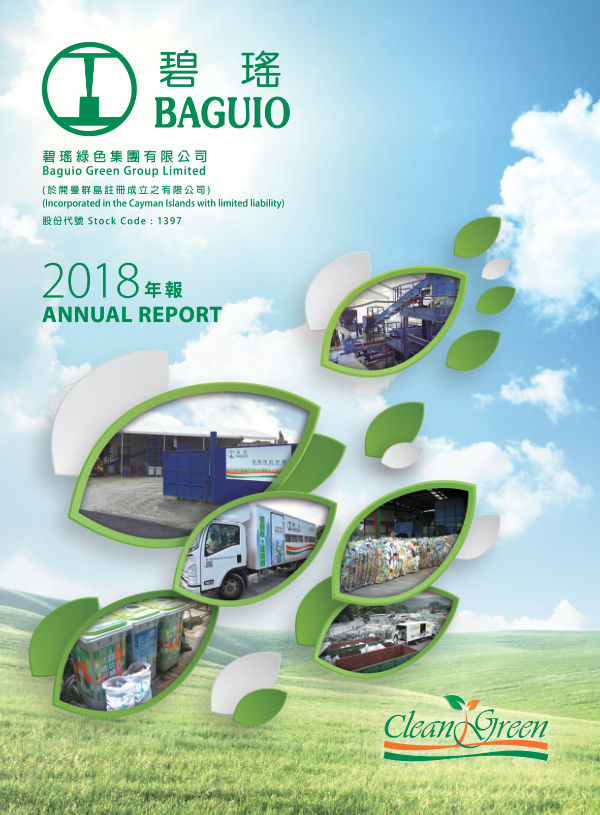 碧瑤
BAGUIO
碧瑤綠色集團有限公司
Baguio Green Group Limited
(於開曼群島註冊成立之有限公司)
(Incorporated in the Cayman Islands with limited liability)
股份代號 Stock Code : 1397
2018年報
ANNUAL REPORT
碧瑤
Clean Green